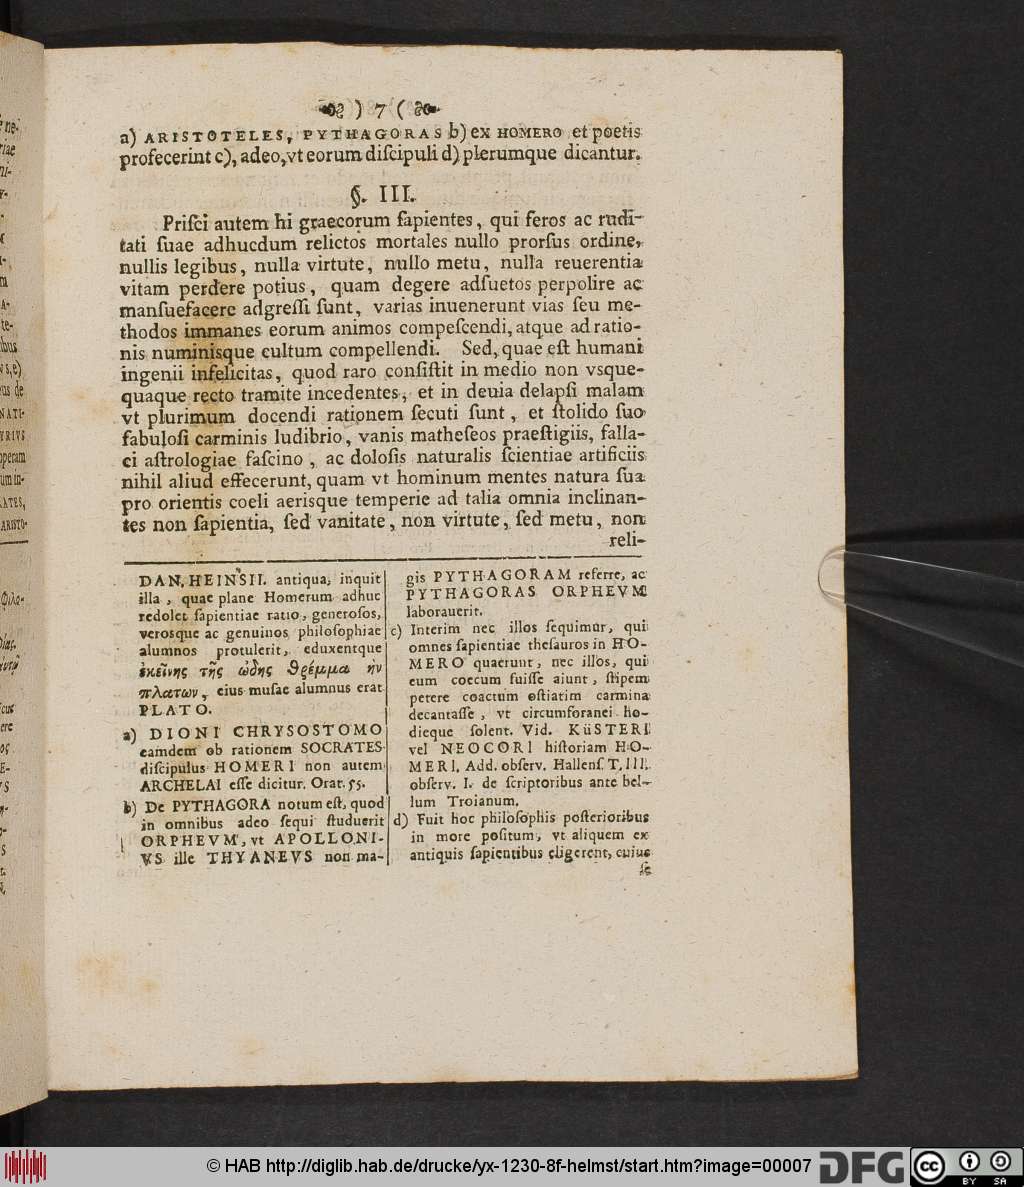 ) 7 (
a) ARISTOTELES, PYTHAGORAS b) EX HOMERO et poetis
profecerint c), adeo, vt eorum diſcipuli d) plerumque dicantur.
§. III.
Priſci autem hi graecorum ſapientes, qui feros ac rudi-
tati ſuae adhucdum relictos mortales nullo prorſus ordine,
nullis legibus, nulla virtute, nullo metu, nulla reuerentia
vitam perdere potius, quam degere adſuetos perpolire ac
manſuefacere adgreſſi ſunt, varias inuenerunt vias ſeu me-
thodos immanes eorum animos compeſcendi, atque ad ratio-
nis numinisque cultum compellendi. Sed, quae eſt humani
ingenii infelicitas, quod raro conſiſtit in medio non vsque-
quaque recto tramite incedentes, et in deuia delapſi malam
vt plurimum docendi rationem ſecuti ſunt, et ſtolido ſuo
fabuloſi carminis ludibrio, vanis matheſeos praeſtigiis, falla-
ci aſtrologiae faſcino, ac doloſis naturalis ſcientiae artificiis
nihil aliud effecerunt, quam vt hominum mentes natura ſua
pro orientis coeli aerisque temperie ad talia omnia inclinan-
tes non ſapientia, ſed vanitate, non virtute, ſed metu, non
reli-
DAN. HEINSII. antiqua, inquit
illa, quae plane Homerum adhuc
redolet ſapientiae ratio, generoſos,
verosque ac genuinos philoſophiae
alumnos protulerit, eduxentque
ἐκείνης τῆς ᾠδης θρέμμα ἠν
πλατων, eius muſae alumnus erat
PLATO.
a) DIONI CHRYSOSTOMO
eamdem ob rationem SOCRATES
diſcipulus HOMERI non autem
ARCHELAI eſſe dicitur. Orat. 55.
b) De PYTHAGORA notum eſt, quod
in omnibus adeo ſequi ſtuduerit
ORPHEVM, vt APOLLONI-
VS ille THYANEVS non ma-
gis PYTHAGORAM referre, ac
PYTHAGORAS ORPHEVM
laborauerit.
c) Interim nec illos ſequimur, qui
omnes ſapientiae theſauros in HO-
MERO quaerunt, nec illos, qui
eum coecum fuiſſe aiunt, ſtipem
petere coactum oſtiatim carmina
decantaſſe, vt circumforanei ho-
dieque ſolent. Vid. KüSTERI
vel NEOCORI hiſtoriam HO-
MERI. Add. obſerv. Hallenſ. T. III.
obſerv. I. de ſcriptoribus ante bel-
lum Troianum.
d) Fuit hoc philoſophis poſterioribus
in more poſitum, vt aliquem ex
antiquis ſapientibus eligerent, cuius
ſe
© HAB http://diglib.hab.de/drucke/yx-1230-8f-helmst/start.htm?image=00007
DFG
cc BY SA